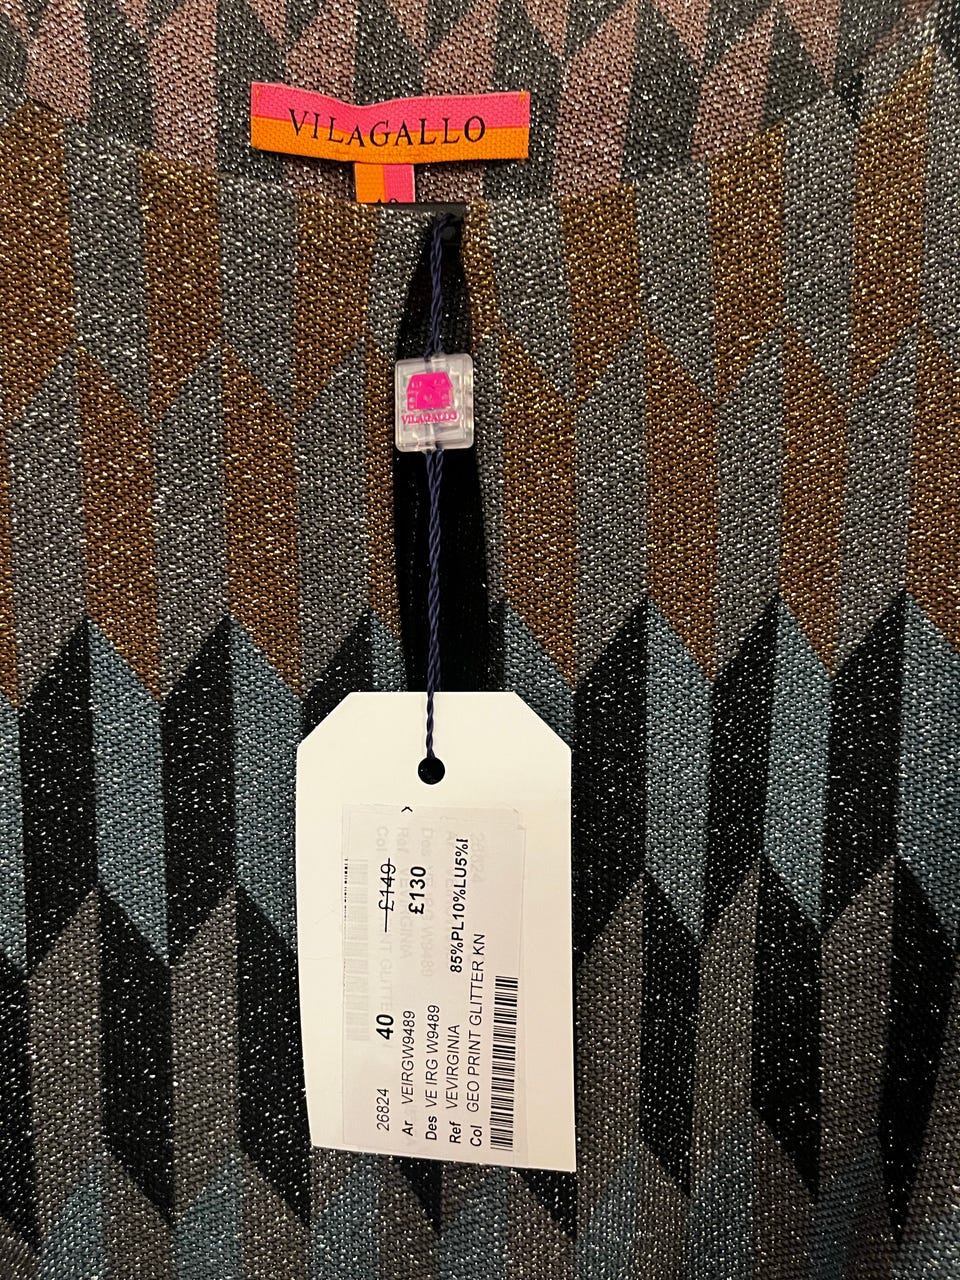 VILAGALLO
VILAGALLO
£149
£130
26824 40
Ar VEIRGW9489
Des VE IRG W9489
Ref VEVIRGINIA 85%PL10%LU5%
Col GEO PRINT GLITTER KN